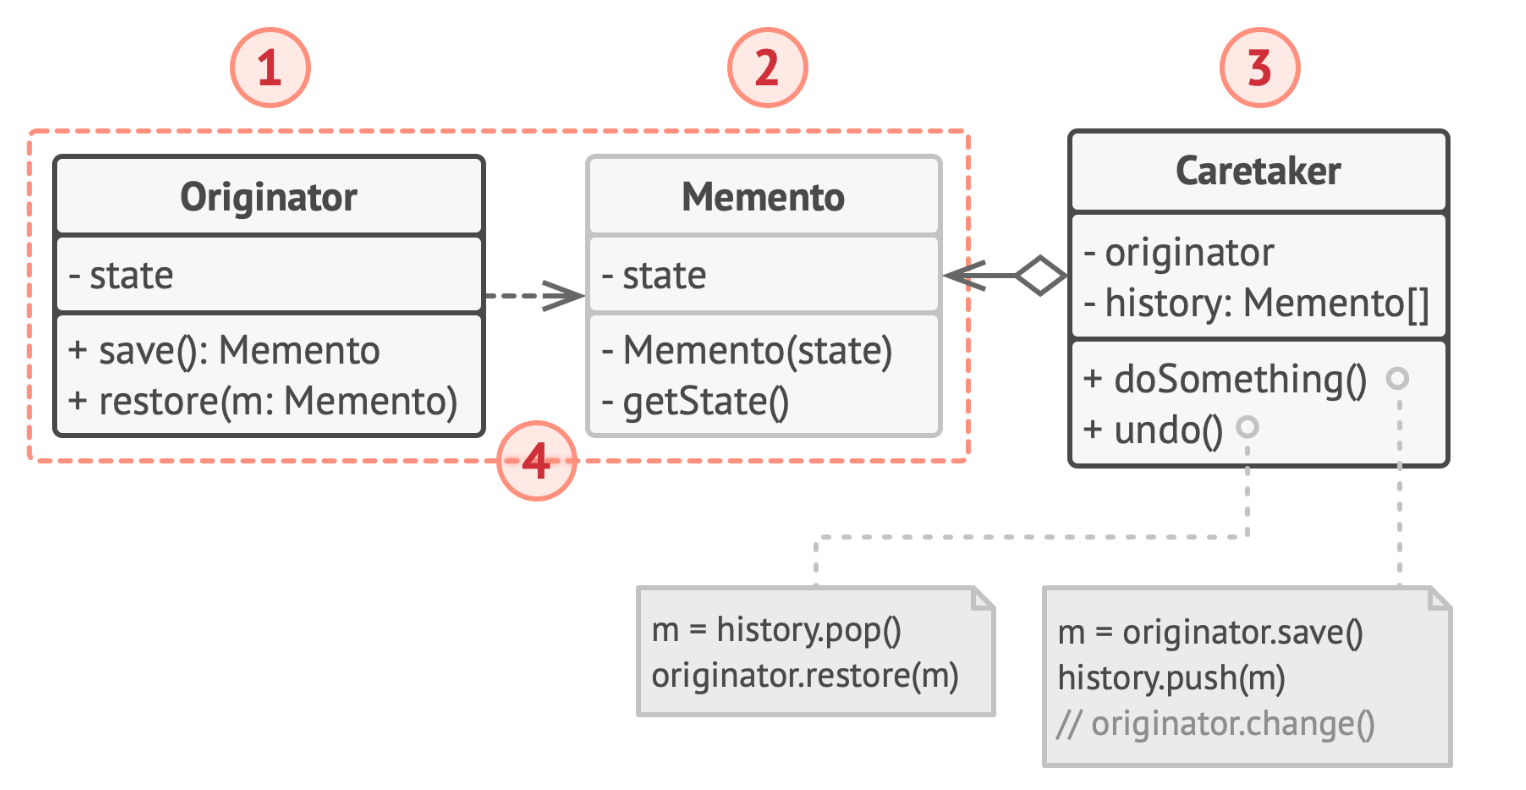 1
2
3
Originator
- state
+ save(): Memento
+ restore(m: Memento)
Memento
- state
- Memento(state)
- getState()
Caretaker
- originator
- history: Memento[]
+ doSomething()
+ undo()
4
m = history.pop()
originator.restore(m)
m = originator.save()
history.push(m)
// originator.change()